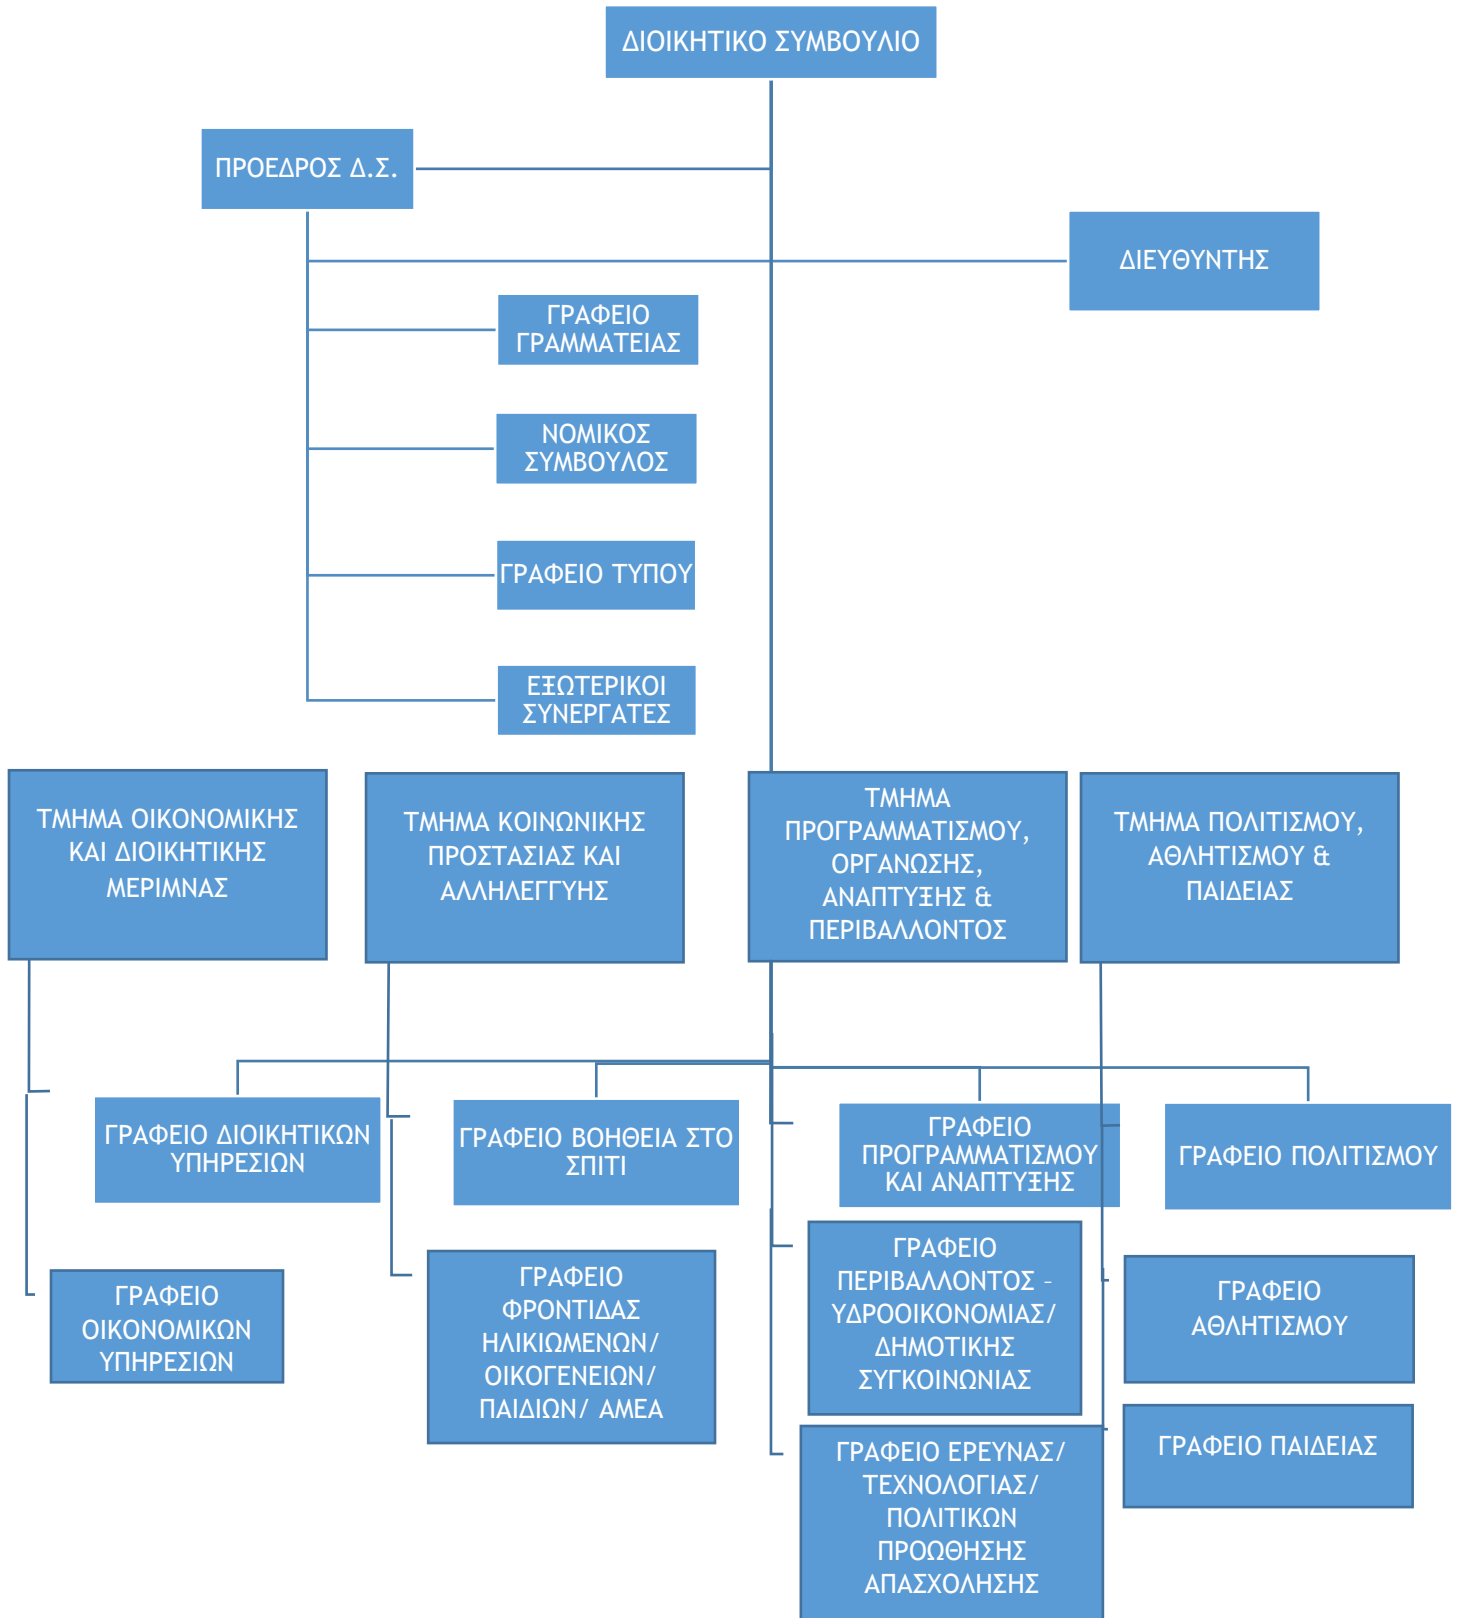 ΔΙΟΙΚΗΤΙΚΟ ΣΥΜΒΟΥΛΙΟ
ΠΡΟΕΔΡΟΣ Δ.Σ.
ΔΙΕΥΘΥΝΤΗΣ
ΓΡΑΦΕΙΟ
ΓΡΑΜΜΑΤΕΙΑΣ
ΝΟΜΙΚΟΣ
ΣΥΜΒΟΥΛΟΣ
ΓΡΑΦΕΙΟ ΤΥΠΟΥ
ΕΞΩΤΕΡΙΚΟΙ
ΣΥΝΕΡΓΑΤΕΣ
ΤΜΗΜΑ ΟΙΚΟΝΟΜΙΚΗΣ
ΚΑΙ ΔΙΟΙΚΗΤΙΚΗΣ
ΜΕΡΙΜΝΑΣ
ΤΜΗΜΑ ΚΟΙΝΩΝΙΚΗΣ
ΠΡΟΣΤΑΣΙΑΣ ΚΑΙ
ΑΛΛΗΛΕΓΓΥΗΣ
ΤΜΗΜΑ
ΠΡΟΓΡΑΜΜΑΤΙΣΜΟΥ,
ΟΡΓΑΝΩΣΗΣ,
ΑΝΑΠΤΥΞΗΣ &
ΠΕΡΙΒΑΛΛΟΝΤΟΣ
ΤΜΗΜΑ ΠΟΛΙΤΙΣΜΟΥ,
ΑΘΛΗΤΙΣΜΟΥ &
ΠΑΙΔΕΙΑΣ
ΓΡΑΦΕΙΟ ΔΙΟΙΚΗΤΙΚΩΝ
ΥΠΗΡΕΣΙΩΝ
ΓΡΑΦΕΙΟ ΒΟΗΘΕΙΑ ΣΤΟ
ΣΠΙΤΙ
ΓΡΑΦΕΙΟ
ΠΡΟΓΡΑΜΜΑΤΙΣΜΟΥ
ΚΑΙ ΑΝΑΠΤΥΞΗΣ
ΓΡΑΦΕΙΟ ΠΟΛΙΤΙΣΜΟΥ
ΓΡΑΦΕΙΟ
ΟΙΚΟΝΟΜΙΚΩΝ
ΥΠΗΡΕΣΙΩΝ
ΓΡΑΦΕΙΟ
ΦΡΟΝΤΙΔΑΣ
ΗΛΙΚΙΩΜΕΝΩΝ/
ΟΙΚΟΓΕΝΕΙΩΝ/
ΠΑΙΔΙΩΝ/ ΑΜΕΑ
ΓΡΑΦΕΙΟ
ΠΕΡΙΒΑΛΛΟΝΤΟΣ –
ΥΔΡΟΟΙΚΟΝΟΜΙΑΣ/
ΔΗΜΟΤΙΚΗΣ
ΣΥΓΚΟΙΝΩΝΙΑΣ
ΓΡΑΦΕΙΟ
ΑΘΛΗΤΙΣΜΟΥ
ΓΡΑΦΕΙΟ ΕΡΕΥΝΑΣ/
ΤΕΧΝΟΛΟΓΙΑΣ/
ΠΟΛΙΤΙΚΩΝ
ΠΡΟΩΘΗΣΗΣ
ΑΠΑΣΧΟΛΗΣΗΣ
ΓΡΑΦΕΙΟ ΠΑΙΔΕΙΑΣ